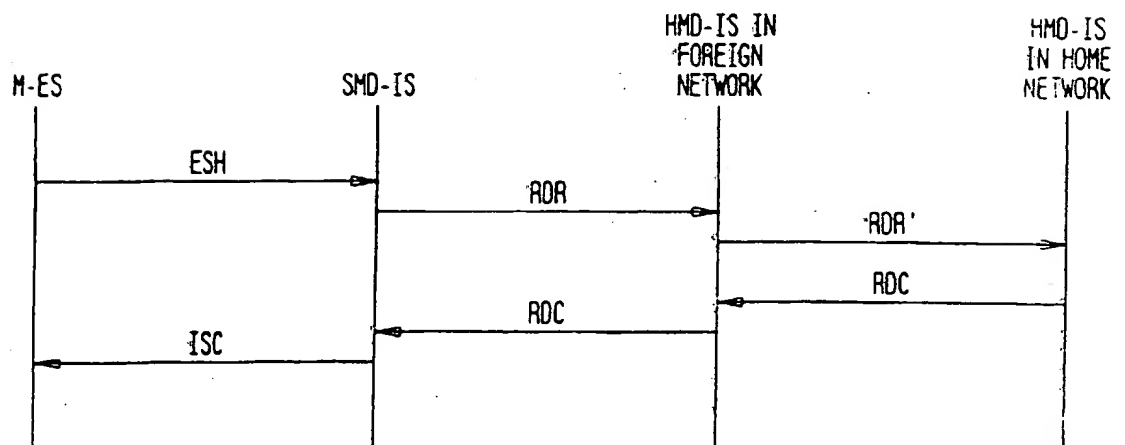 M-ES
SMD-IS
HMD-IS IN
FOREIGN
NETWORK
HMD-IS
IN HOME
NETWORK
ESH
RDR
RDR'
RDC
RDC
ISC